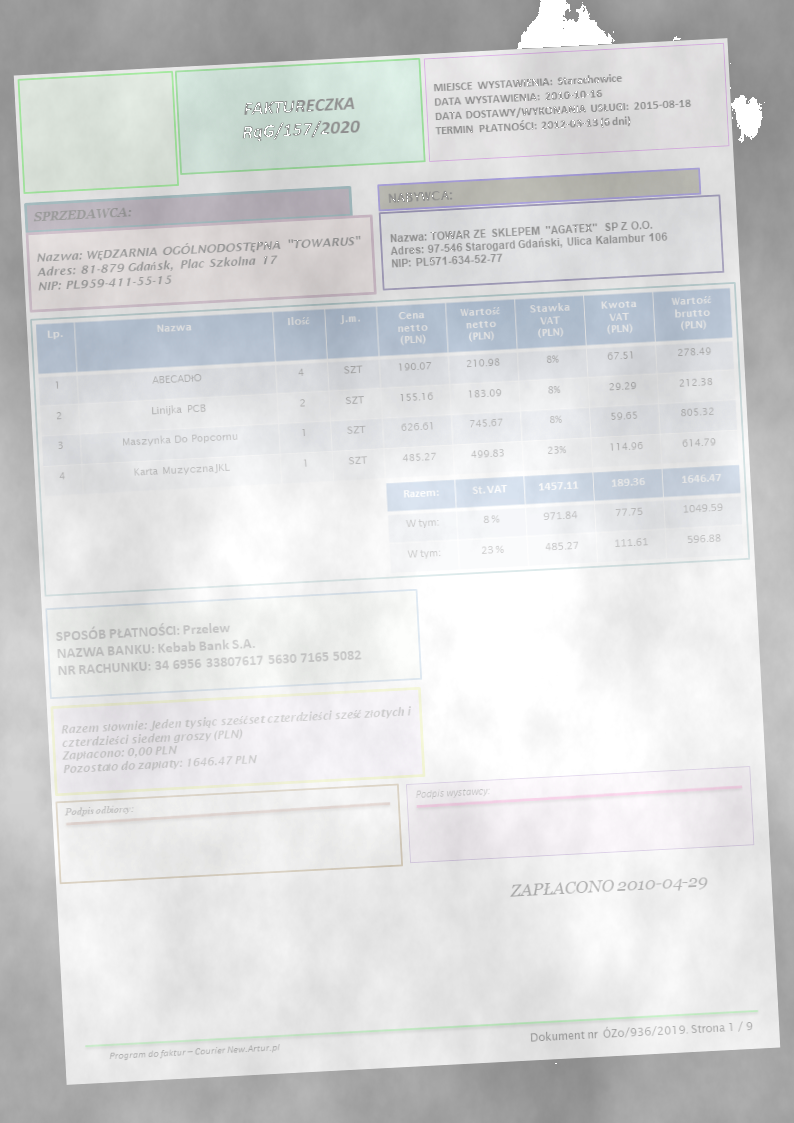 FAKTURECZKA
RqG/157/2020
MIEJSCE WYSTAWIENIA: Starachowice
DATA WYSTAWIENIA: 2010-10-16
DATA DOSTAWY/WYKONANIA USŁUGI: 2015-08-18
TERMIN PŁATNOŚCI: (6 dni)
SPRZEDAWCA:
Nazwa: WĘDZARNIA OGÓLNODOSTĘPNA "TOWARUS"
Adres: 81-879 Gdańsk, Plac Szkolna 17
NIP: PL959-411-55-15
NABYWCA:
Nazwa: TOWAR ZE SKLEPEM "AGATEX" SP Z O.O.
Adres: 97-546 Starogard Gdański, Ulica Kalambur 106
NIP: PL571-634-52-77
Lp. Nazwa Ilość J.m. Cena netto (PLN) Wartość netto (PLN) Stawka VAT (PLN) Kwota VAT (PLN) Wartość brutto (PLN)
1 ABECADŁO 4 SZT 190.07 210.98 8% 67.51 278.49
2 Linijka PCB 2 SZT 155.16 183.09 8% 29.29 212.38
3 Maszynka Do Popcornu 1 SZT 626.61 745.67 8% 59.65 805.32
4 Karta Muzyczna JKL 1 SZT 485.27 499.83 23% 114.96 614.79
Razem: St.VAT 1457.11 189.36 1646.47
W tym: 8% 971.84 77.75 1049.59
W tym: 23% 485.27 111.61 596.88
SPOSÓB PŁATNOŚCI: Przelew
NAZWA BANKU: Kebab Bank S.A.
NR RACHUNKU: 34 6956 33807617 5630 7165 5082
Razem słownie: Jeden tysiąc sześćset czterdzieści sześć złotych i
czterdzieści siedem groszy (PLN)
Zapłacono: 0,00 PLN
Pozostało do zapłaty: 1646.47 PLN
Podpis odbiorcy:
Podpis wystawcy:
ZAPŁACONO 2010-04-29
Program do faktur – Courier New.Artur.pl
Dokument nr ÓZo/936/2019. Strona 1 / 9